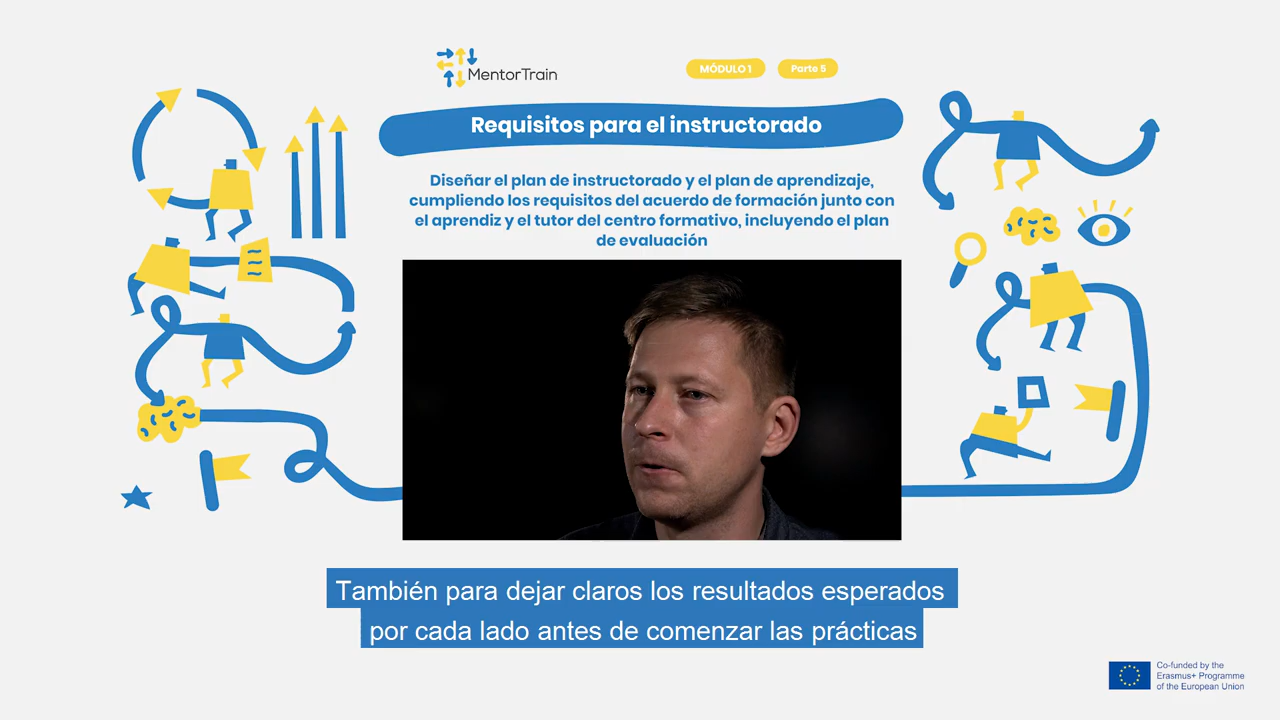 MentorTrain
MÓDULO 1
Parte 5
Requisitos para el instructorado
Diseñar el plan de instructorado y el plan de aprendizaje,
cumpliendo los requisitos del acuerdo de formación junto con
el aprendiz y el tutor del centro formativo, incluyendo el plan
de evaluación
También para dejar claros los resultados esperados
por cada lado antes de comenzar las prácticas
Co-funded by the
Erasmus+ Programme
of the European Union